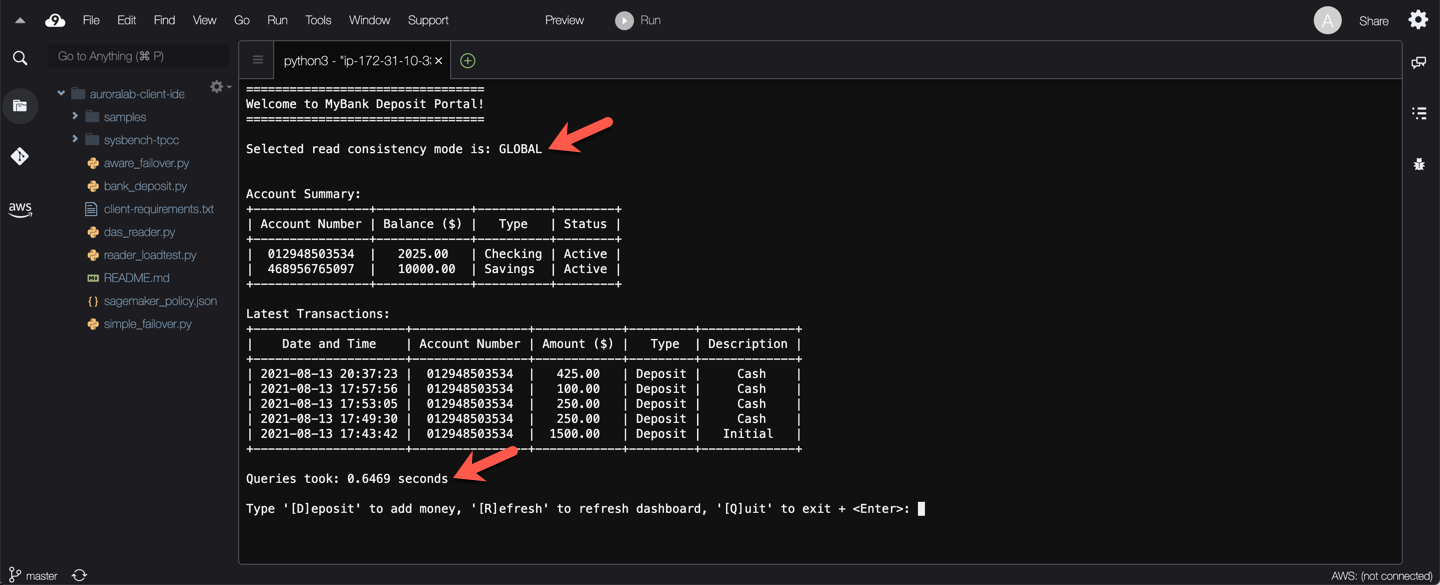 9 File Edit Find View Go Run Tools Window Support Preview Run A Share
Go to Anything (⌘ P)
python3 - "ip-172-31-10-3 ×
auroralab-client-ide
samples
sysbench-tpcc
aware_failover.py
bank_deposit.py
client-requirements.txt
das_reader.py
reader_loadtest.py
README.md
sagemaker_policy.json
simple_failover.py
aws
=================================
Welcome to MyBank Deposit Portal!
=================================
Selected read consistency mode is: GLOBAL
Account Summary:
+----------------+-------------+----------+--------+
| Account Number | Balance ($) | Type | Status |
+----------------+-------------+----------+--------+
| 012948503534 | 2025.00 | Checking | Active |
| 468956765097 | 10000.00 | Savings | Active |
+----------------+-------------+----------+--------+
Latest Transactions:
+---------------------+----------------+-------------+---------+-------------+
| Date and Time | Account Number | Amount ($) | Type | Description |
+---------------------+----------------+-------------+---------+-------------+
| 2021-08-13 20:37:23 | 012948503534 | 425.00 | Deposit | Cash |
| 2021-08-13 17:57:56 | 012948503534 | 100.00 | Deposit | Cash |
| 2021-08-13 17:53:05 | 012948503534 | 250.00 | Deposit | Cash |
| 2021-08-13 17:49:30 | 012948503534 | 250.00 | Deposit | Cash |
| 2021-08-13 17:43:42 | 012948503534 | 1500.00 | Deposit | Initial |
+---------------------+----------------+-------------+---------+-------------+
Queries took: 0.6469 seconds
Type '[D]eposit' to add money, '[R]efresh' to refresh dashboard, '[Q]uit' to exit + <Enter>:
master
AWS: (not connected)